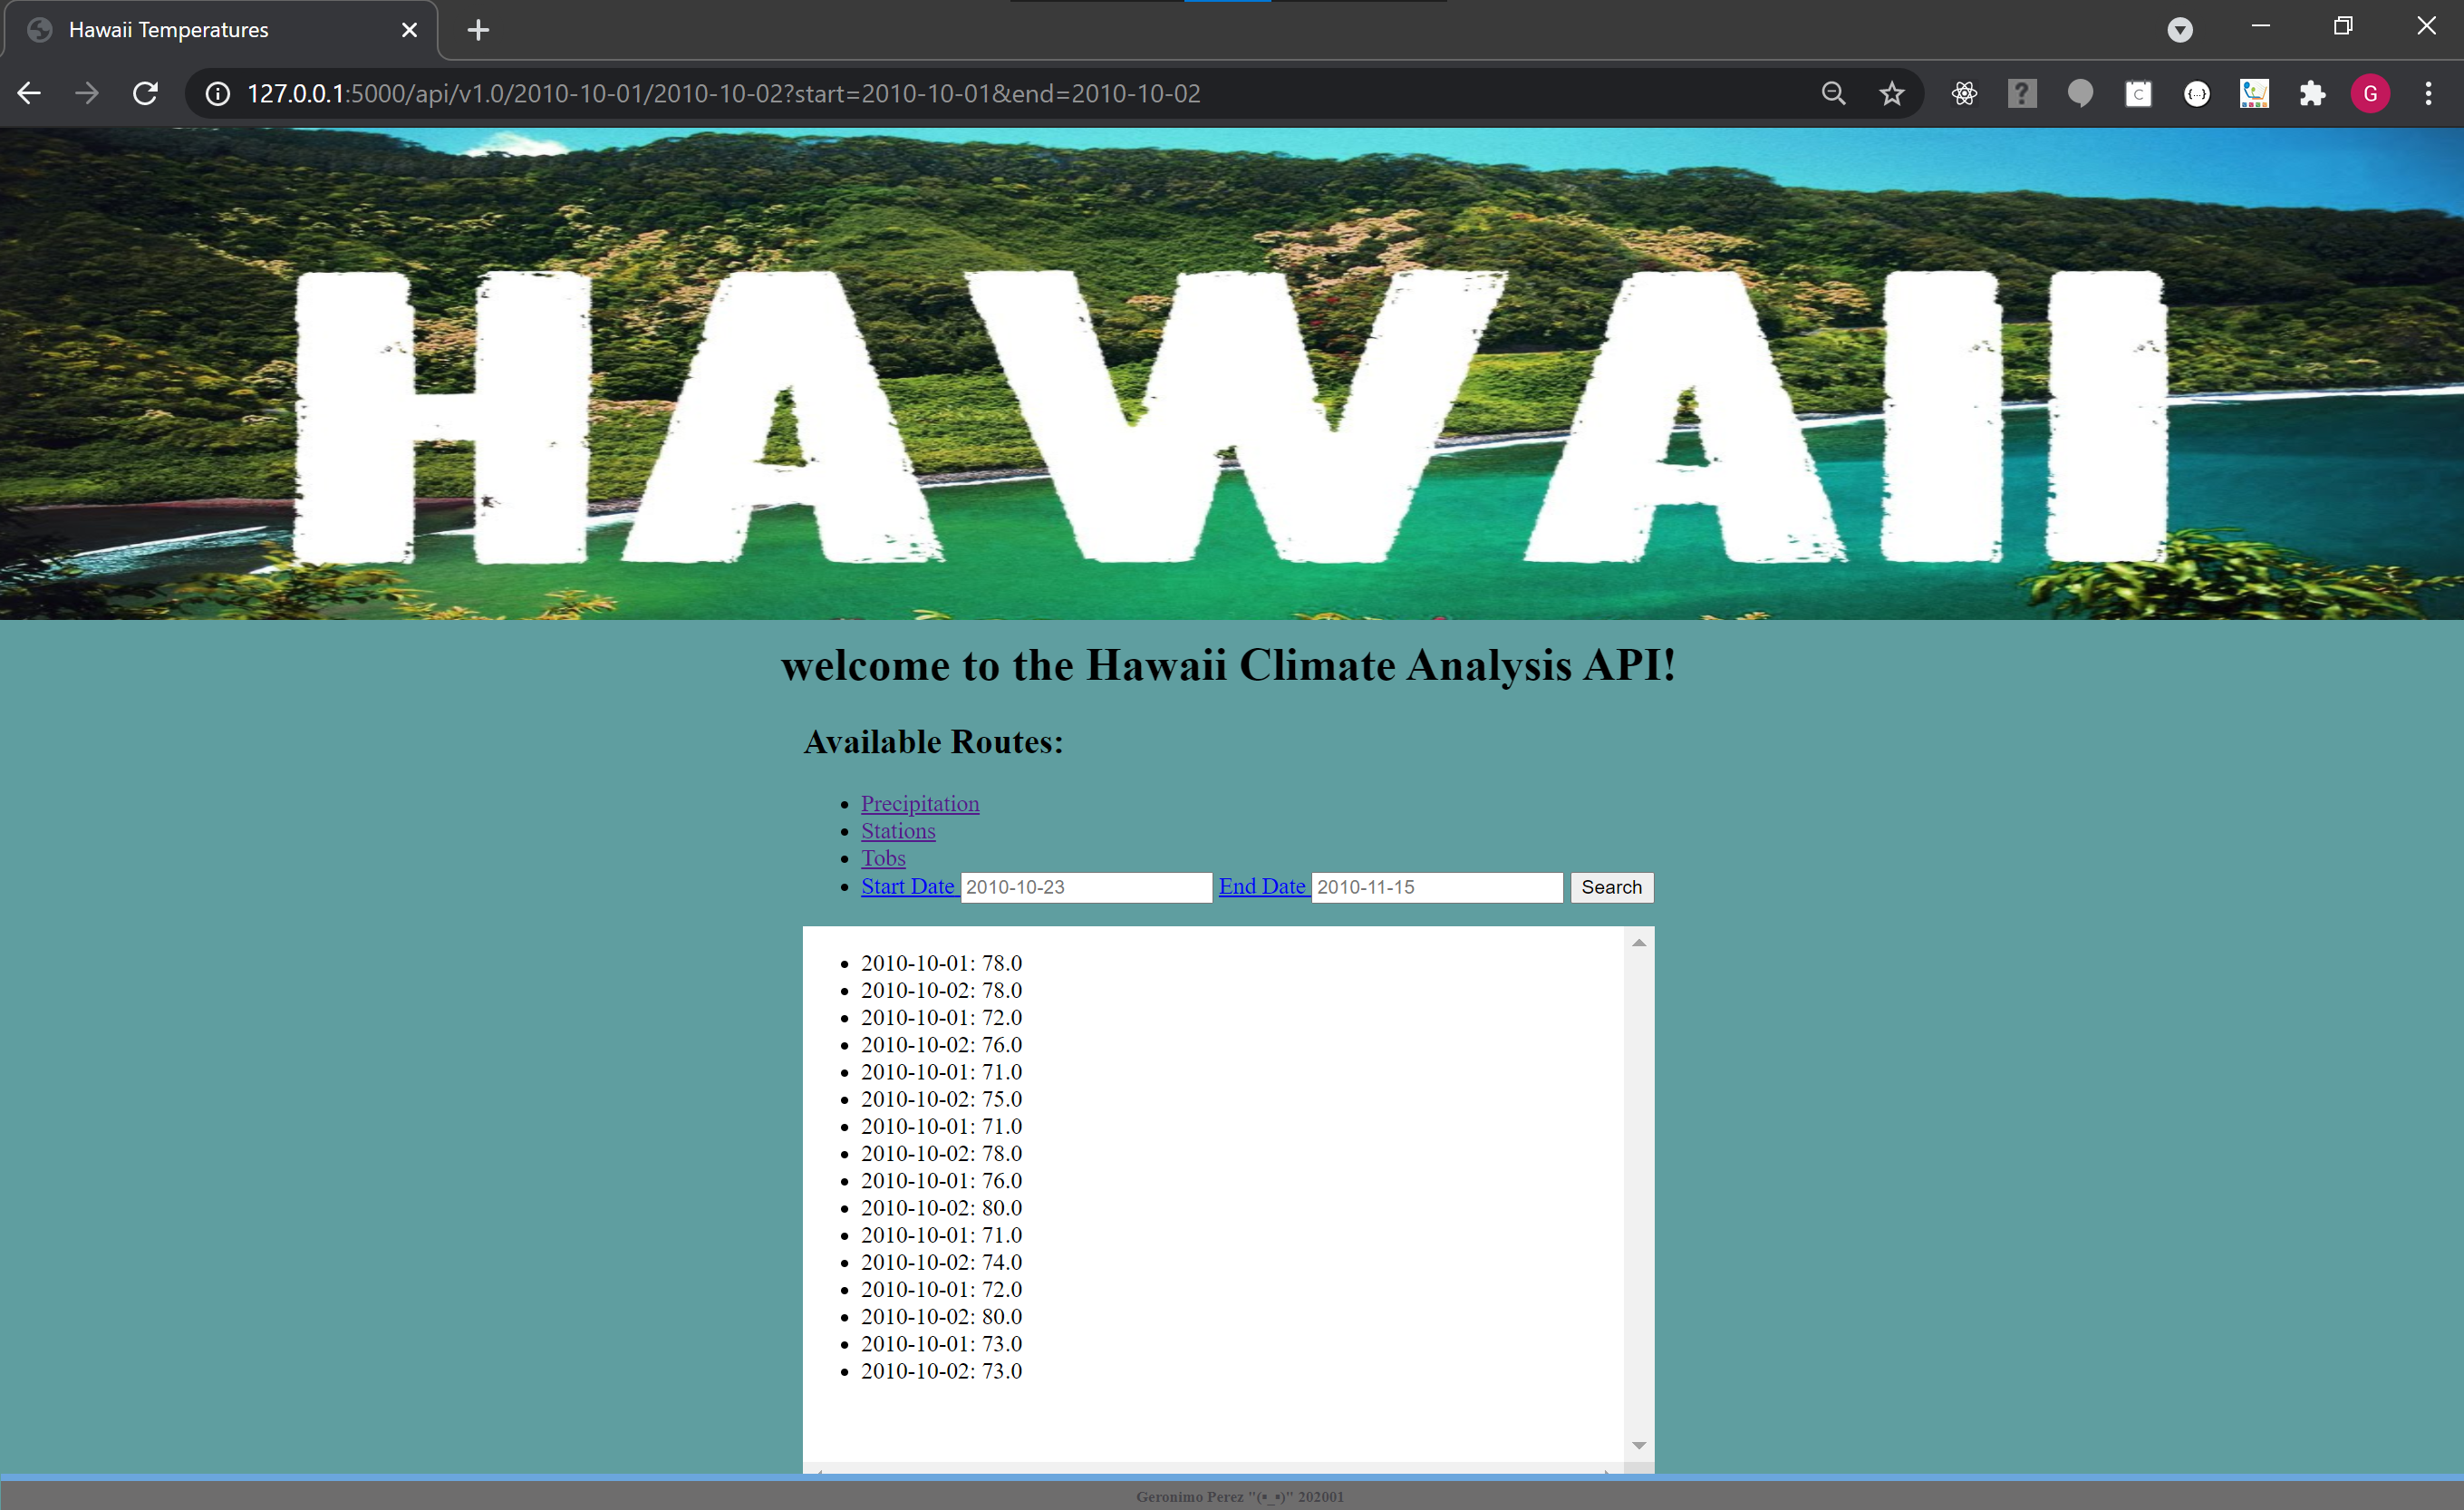 Hawaii Temperatures
127.0.0.1:5000/api/v1.0/2010-10-01/2010-10-02?start=2010-10-01&end=2010-10-02
G
HAWAII
welcome to the Hawaii Climate Analysis API!
Available Routes:
Precipitation
Stations
Tobs
Start Date 2010-10-23 End Date 2010-11-15 Search
2010-10-01: 78.0
2010-10-02: 78.0
2010-10-01: 72.0
2010-10-02: 76.0
2010-10-01: 71.0
2010-10-02: 75.0
2010-10-01: 71.0
2010-10-02: 78.0
2010-10-01: 76.0
2010-10-02: 80.0
2010-10-01: 71.0
2010-10-02: 74.0
2010-10-01: 72.0
2010-10-02: 80.0
2010-10-01: 73.0
2010-10-02: 73.0
Geronimo Perez "(▪_▪)" 202001